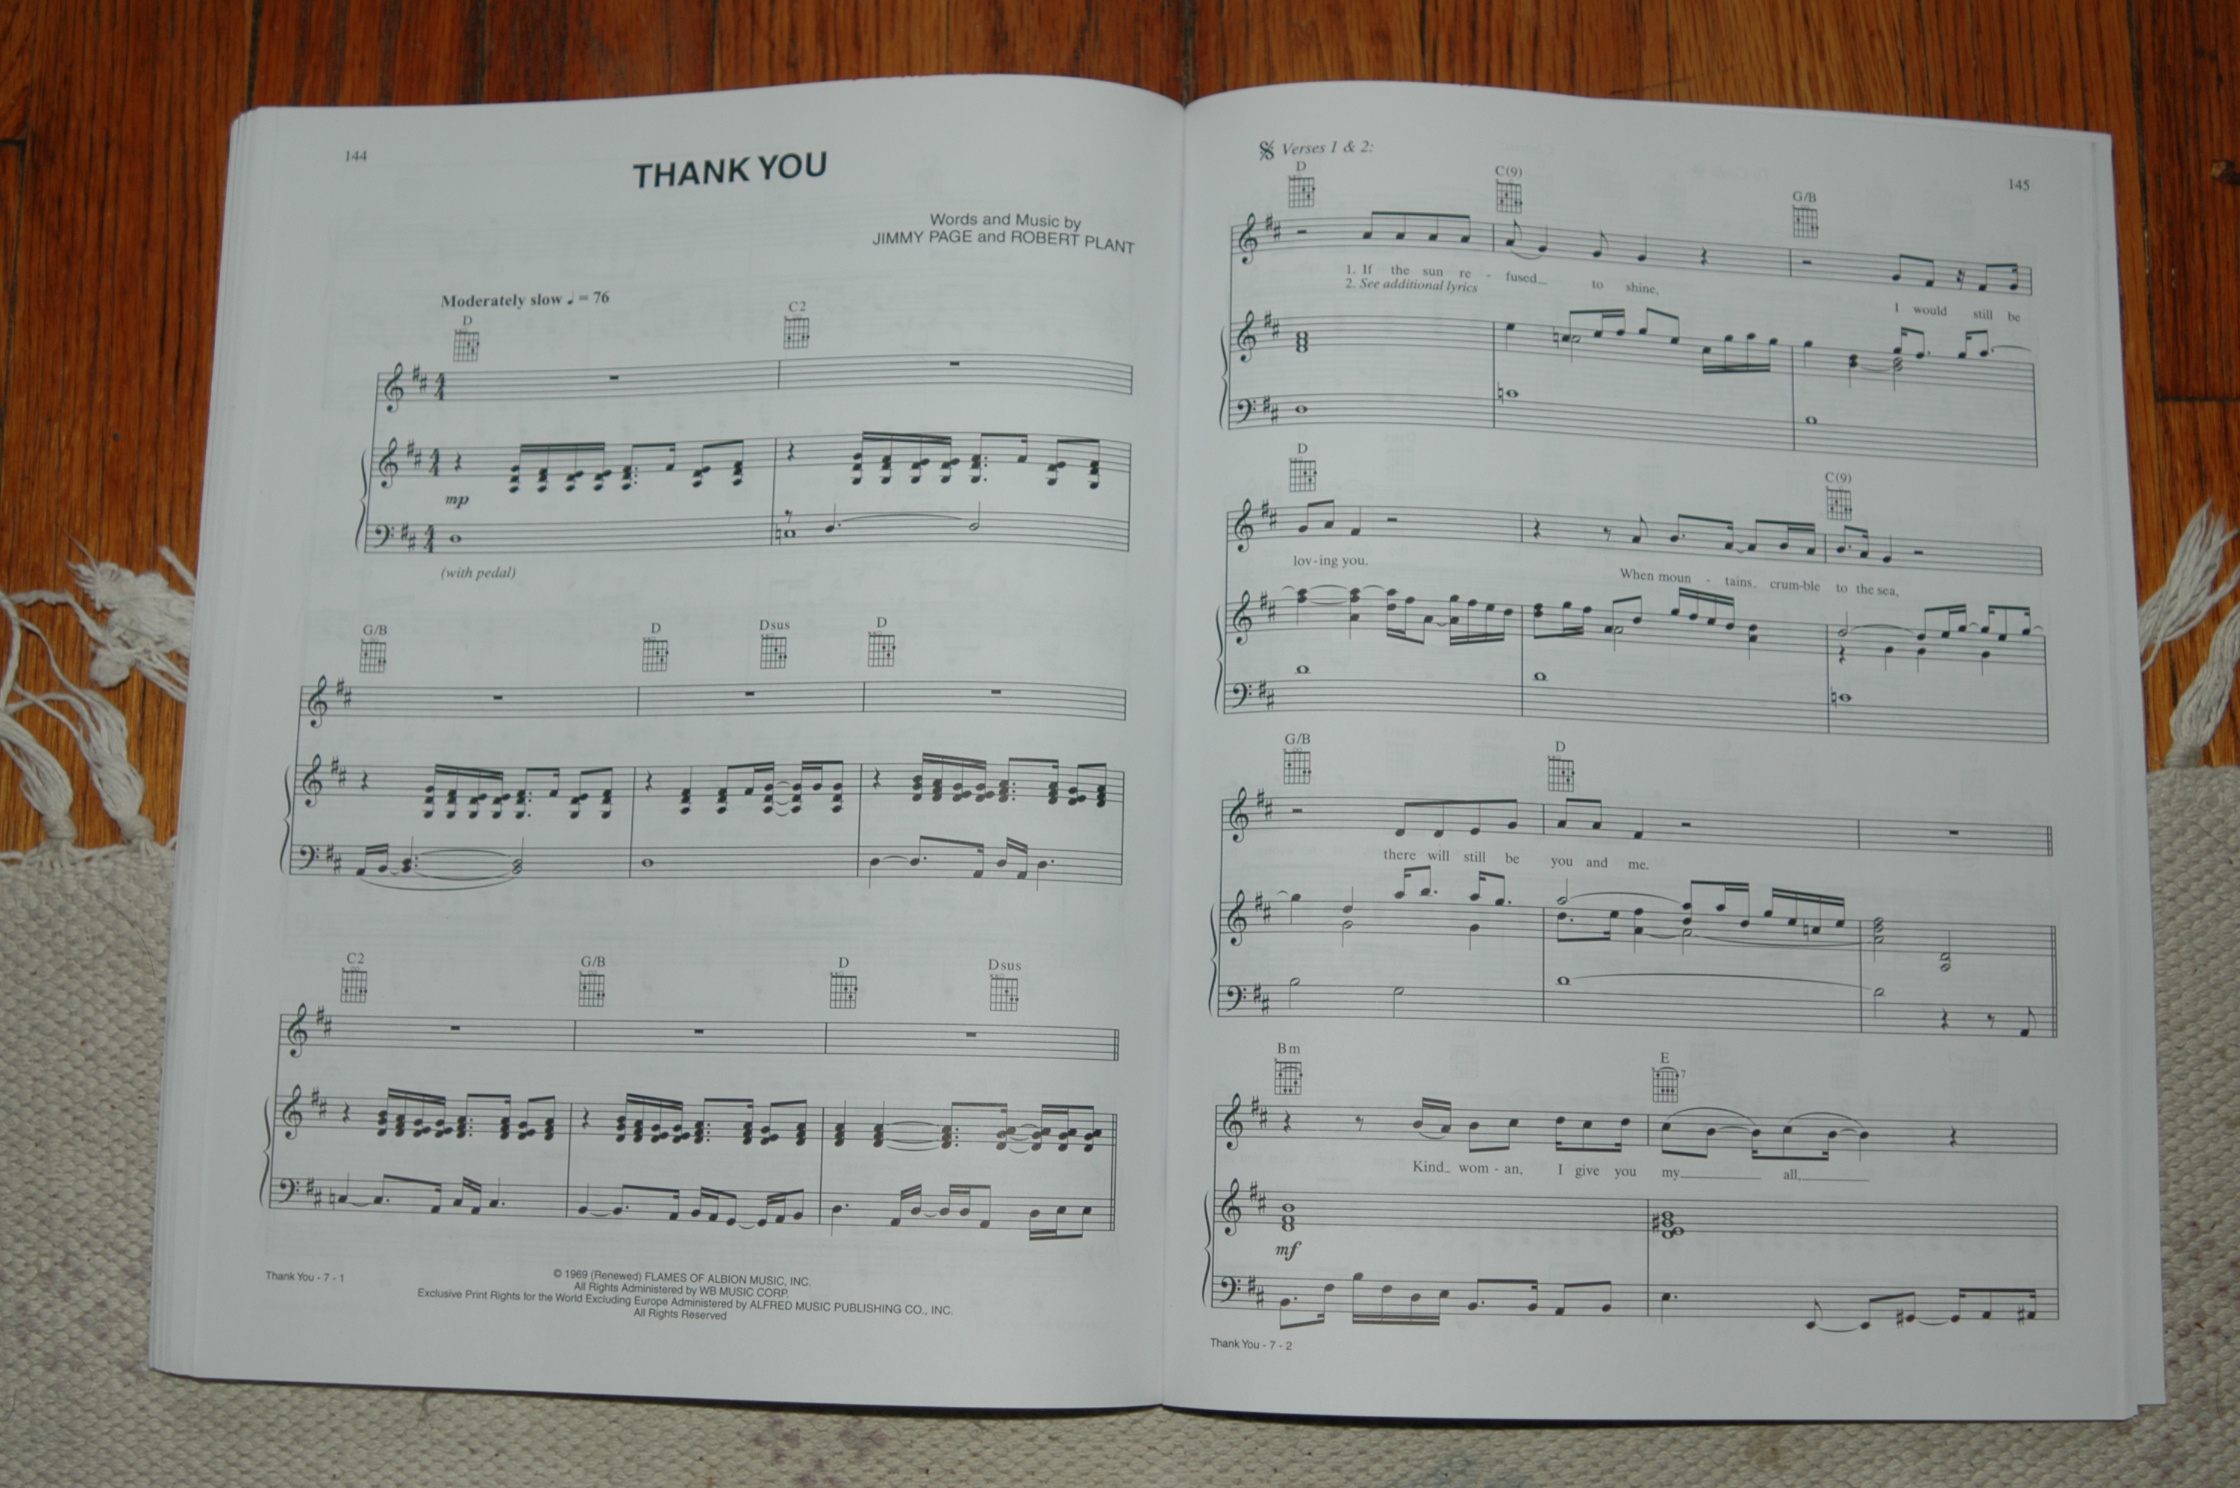 144
THANK YOU
Words and Music by
JIMMY PAGE and ROBERT PLANT
Moderately slow ♩ = 76
D C2
mp
(with pedal)
G/B D Dsus D
C2 G/B D Dsus
Thank You - 7 - 1
© 1969 (Renewed) FLAMES OF ALBION MUSIC, INC.
All Rights Administered by WB MUSIC CORP.
Exclusive Print Rights for the World Excluding Europe Administered by ALFRED MUSIC PUBLISHING CO., INC.
All Rights Reserved
145
Verses 1 & 2:
D C(9) G/B
1. If the sun re - fused_ to shine, I would still be
2. See additional lyrics
D C(9)
lov-ing you. When moun - tains_ crum-ble to the sea,
G/B D
there will still be you and me.
Bm E
7
Kind_ wom - an, I give you my_ all,_
mf
Thank You - 7 - 2